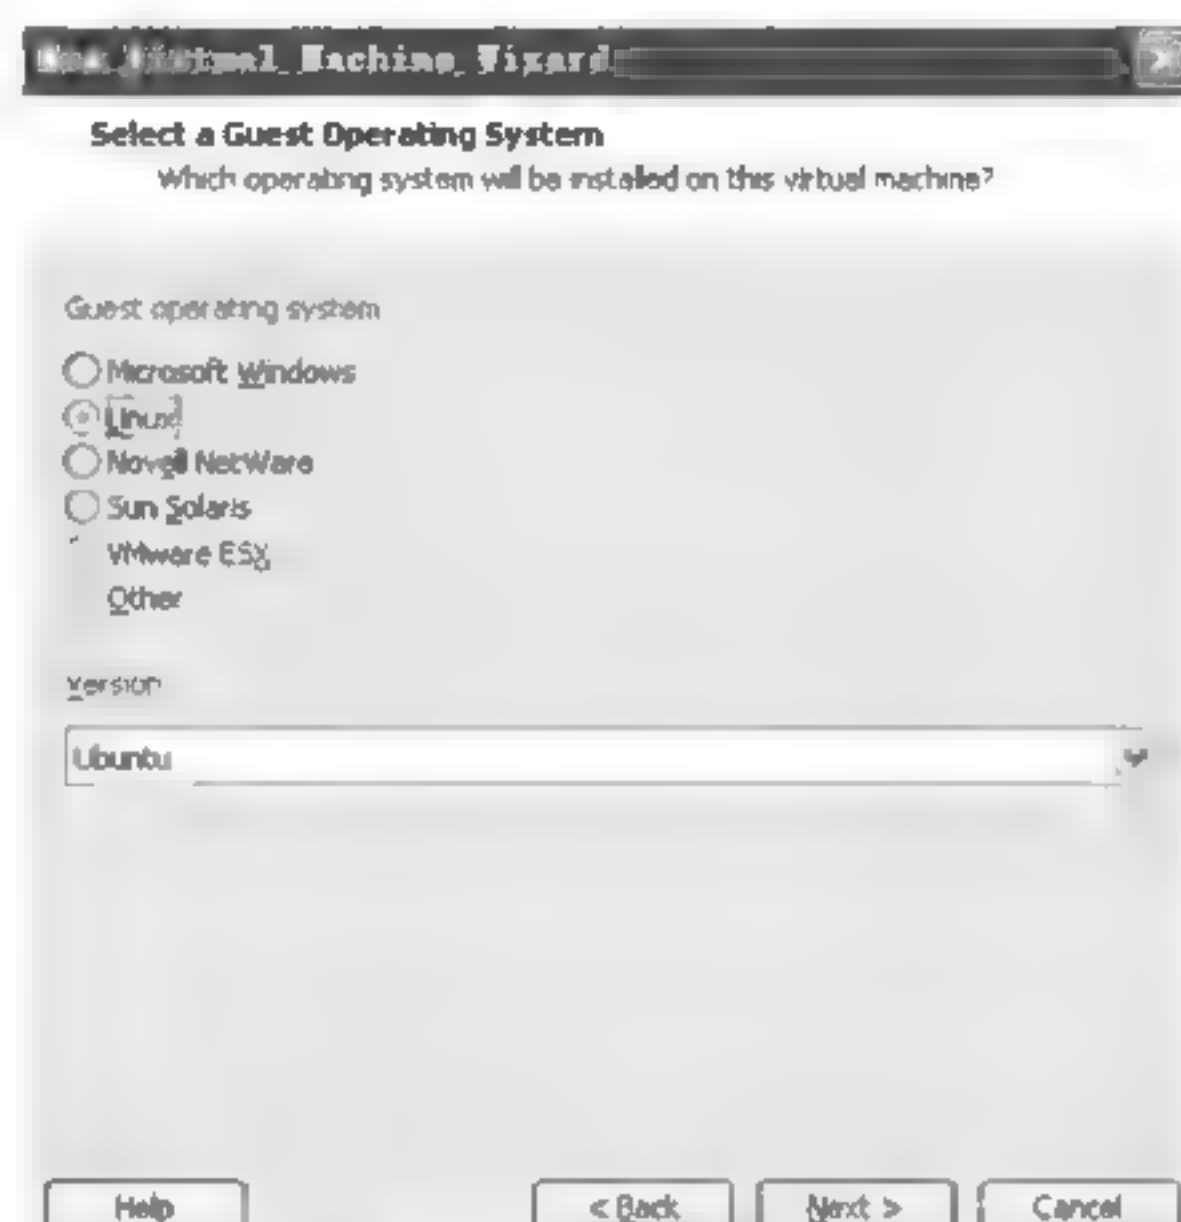 New Virtual Machine Wizard
Select a Guest Operating System
Which operating system will be installed on this virtual machine?
Guest operating system
Microsoft Windows
Linux
Novell NetWare
Sun Solaris
VMware ESX
Other
Version
Ubuntu
Help < Back Next > Cancel